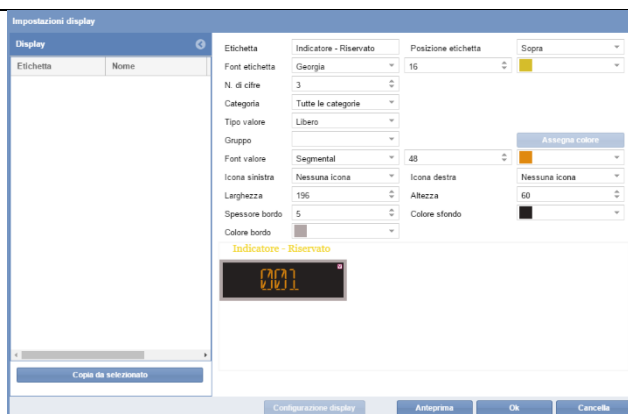 Impostazioni display
Display
Etichetta Nome
Copia da selezionato
Etichetta Indicatore - Riservato Posizione etichetta Sopra
Font etichetta Georgia 16
N. di cifre 3
Categoria Tutte le categorie
Tipo valore Libero
Gruppo Assegna colore
Font valore Segmental 48
Icona sinistra Nessuna icona Icona destra Nessuna icona
Larghezza 196 Altezza 60
Spessore bordo 5 Colore sfondo
Colore bordo
Indicatore - Riservato
001
Configurazione display Anteprima Ok Cancella